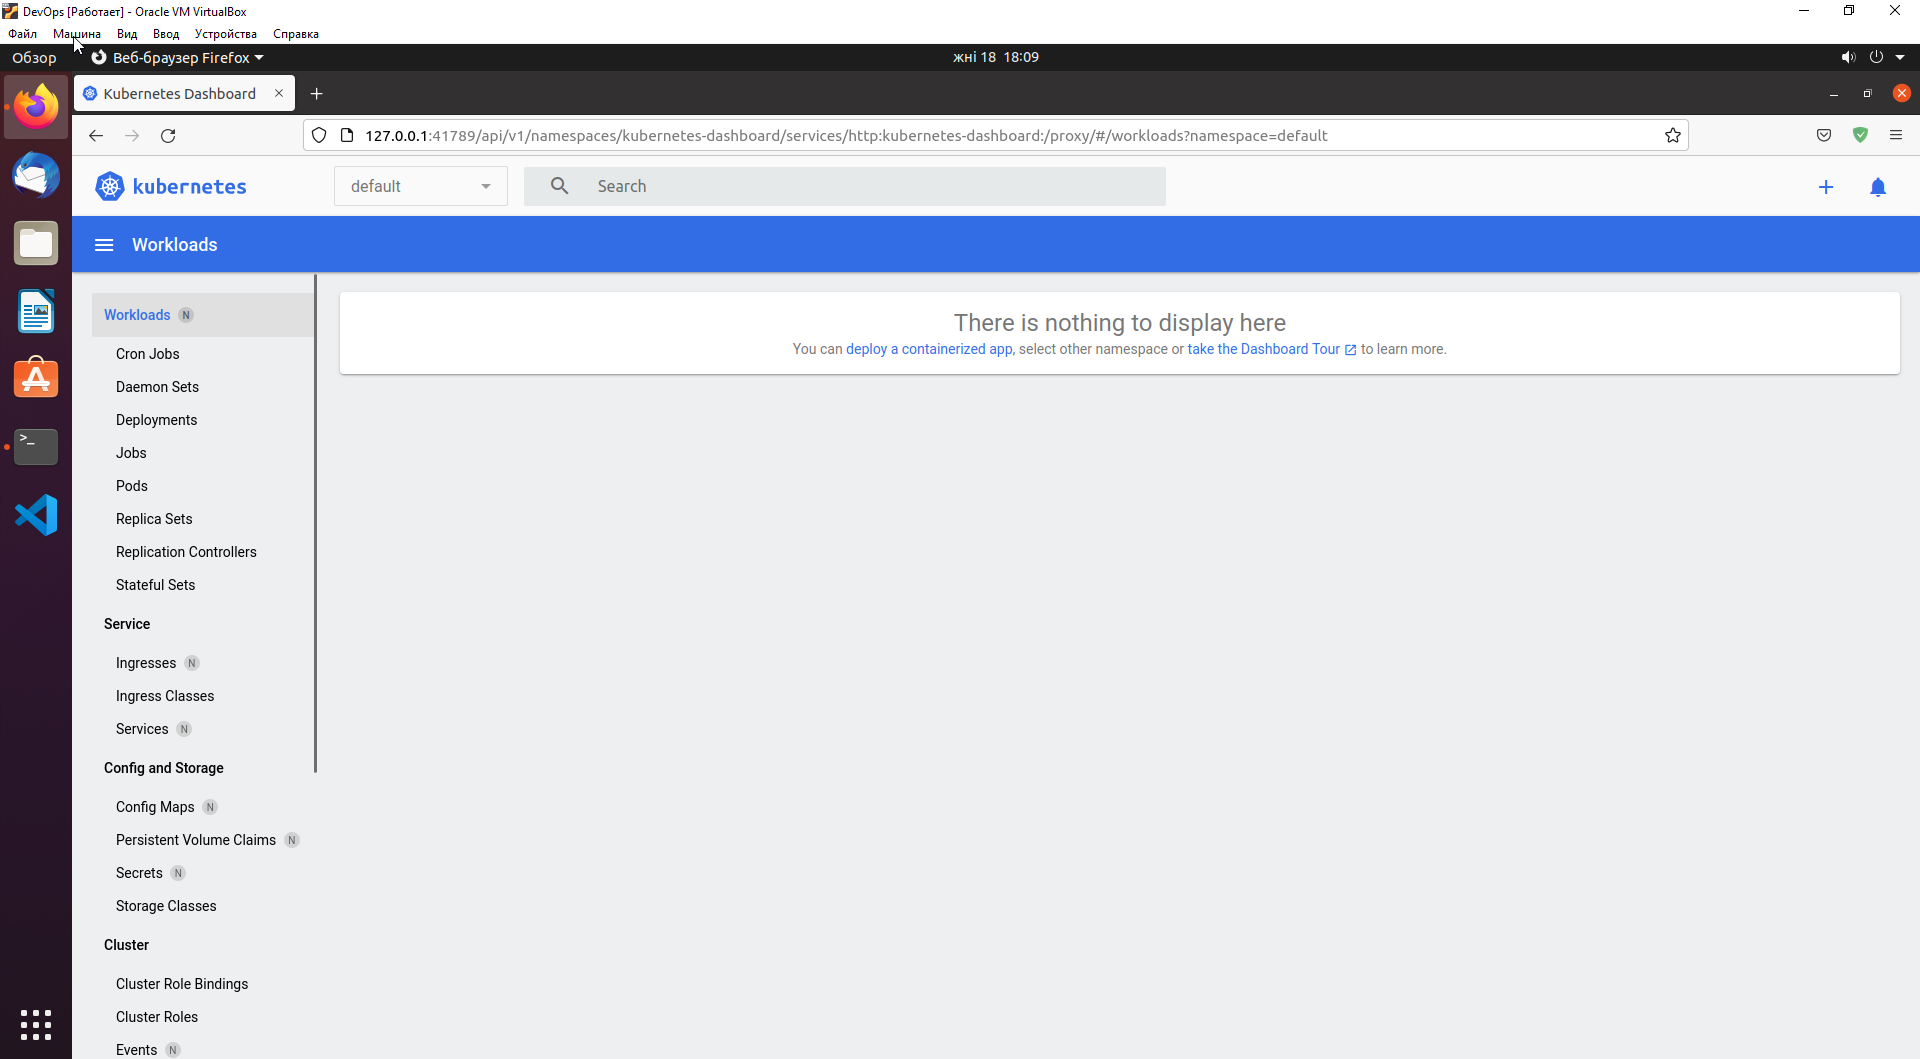 DevOps [Работает] - Oracle VM VirtualBox
Файл Машина Вид Ввод Устройства Справка
Обзор Веб-браузер Firefox жні 18 18:09
Kubernetes Dashboard
127.0.0.1:41789/api/v1/namespaces/kubernetes-dashboard/services/http:kubernetes-dashboard:/proxy/#/workloads?namespace=default
kubernetes default Search
Workloads
Workloads N
Cron Jobs
Daemon Sets
Deployments
Jobs
Pods
Replica Sets
Replication Controllers
Stateful Sets
Service
Ingresses N
Ingress Classes
Services N
Config and Storage
Config Maps N
Persistent Volume Claims N
Secrets N
Storage Classes
Cluster
Cluster Role Bindings
Cluster Roles
Events N
There is nothing to display here
You can deploy a containerized app, select other namespace or take the Dashboard Tour to learn more.